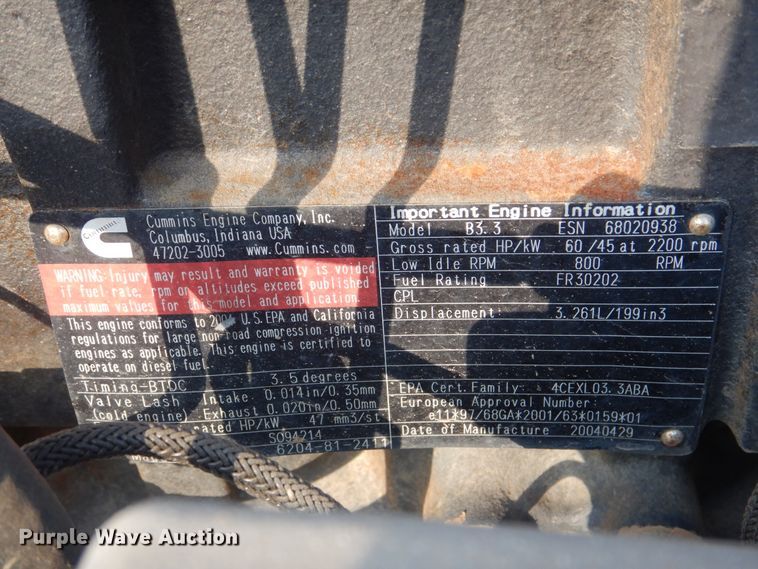 Cummins
Cummins Engine Company, Inc.
Columbus, Indiana USA
47202-3005 www.Cummins.com
WARNING: Injury may result and warranty is voided
if fuel rate, rpm or altitudes exceed published
maximum values for this model and application.
This engine conforms to 2004 U.S. EPA and California
regulations for large non-road compression ignition
engines as applicable. This engine is certified to
operate on diesel fuel.
Timing-BTDC 3.5 degrees
Valve Lash Intake: 0.014in/0.35mm
(cold engine) Exhaust 0.020in/0.50mm
rated HP/kW 47 mm3/st
SO94214
6204-81-2411
Important Engine Information
Model B3.3 ESN 68020938
Gross rated HP/kW 60/45 at 2200 rpm
Low Idle RPM 800 RPM
Fuel Rating FR30202
CPL
Displacement: 3.261L/199in3
EPA Cert. Family: 4CEXL03.3ABA
European Approval Number:
e11*97/68GA*2001/63*0159*01
Date of Manufacture 20040429
Purple Wave Auction